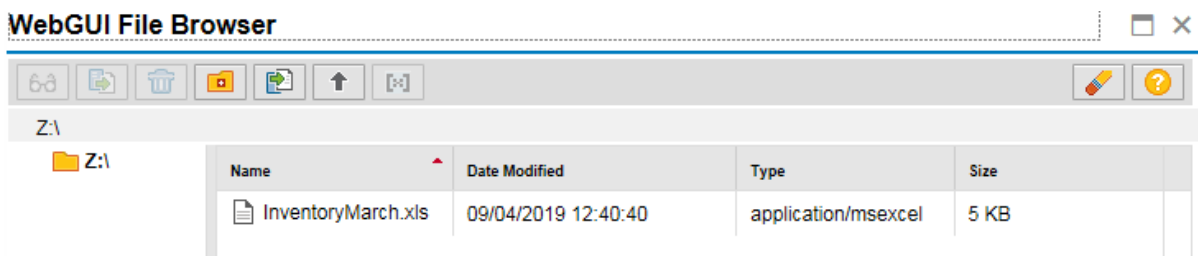 WebGUI File Browser
Z:\
Z:\
Name Date Modified Type Size
InventoryMarch.xls 09/04/2019 12:40:40 application/msexcel 5 KB